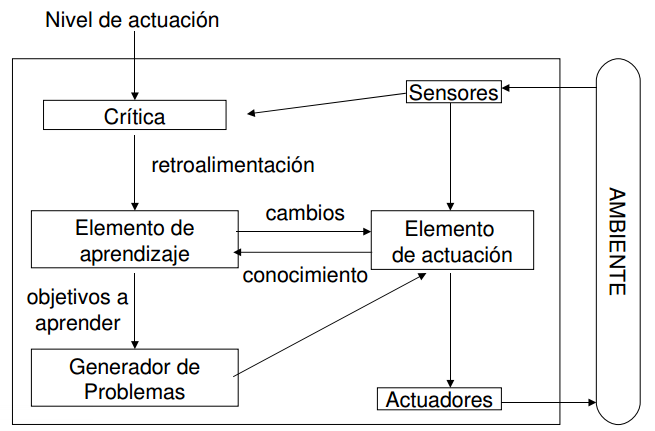 Nivel de actuación
Sensores
Crítica
retroalimentación
Elemento de
aprendizaje
cambios
Elemento
de actuación
conocimiento
objetivos a
aprender
Generador de
Problemas
Actuadores
AMBIENTE